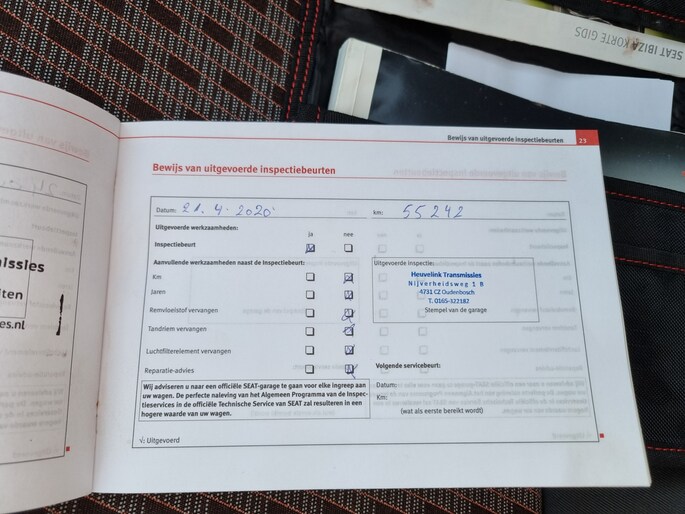 SEAT IBIZA KORTE GIDS
Bewijs van uitgevoerde inspectiebeurten 23
Bewijs van uitgevoerde inspectiebeurten
Datum: 21. 4. 2020 km: 55242
Uitgevoerde werkzaamheden:
ja nee
Inspectiebeurt
Aanvullende werkzaamheden naast de Inspectiebeurt:
Km
Jaren
Remvloeistof vervangen
Tandriem vervangen
Luchtfilterelement vervangen
Reparatie-advies
Uitgevoerde inspectie:
Heuvelink Transmissies
Nijverheidsweg 1 B
4731 CZ Oudenbosch
T. 0165-322182
Stempel van de garage
Volgende servicebeurt:
Datum:
Km:
(wat als eerste bereikt wordt)
Wij adviseren u naar een officiële SEAT-garage te gaan voor elke ingreep aan
uw wagen. De perfecte naleving van het Algemeen Programma van de Inspec-
tieservices in de officiële Technische Service van SEAT zal resulteren in een
hogere waarde van uw wagen.
√: Uitgevoerd